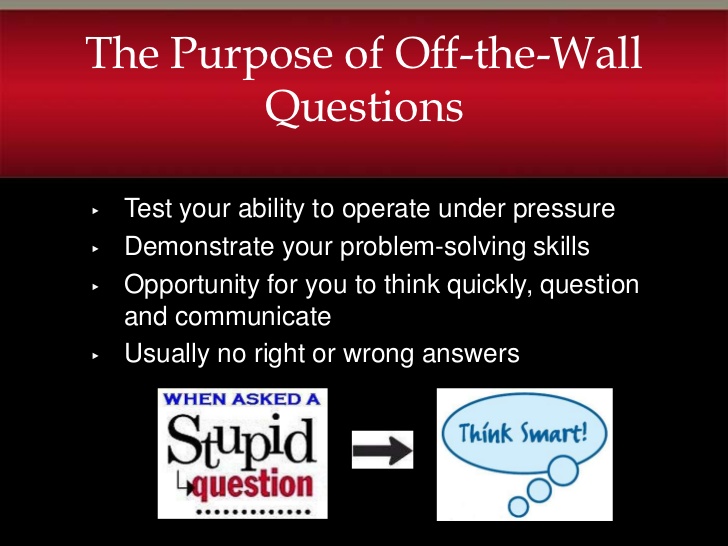 The Purpose of Off-the-Wall
Questions
Test your ability to operate under pressure
Demonstrate your problem-solving skills
Opportunity for you to think quickly, question
and communicate
Usually no right or wrong answers
WHEN ASKED A
Stupid
question
Think Smart!